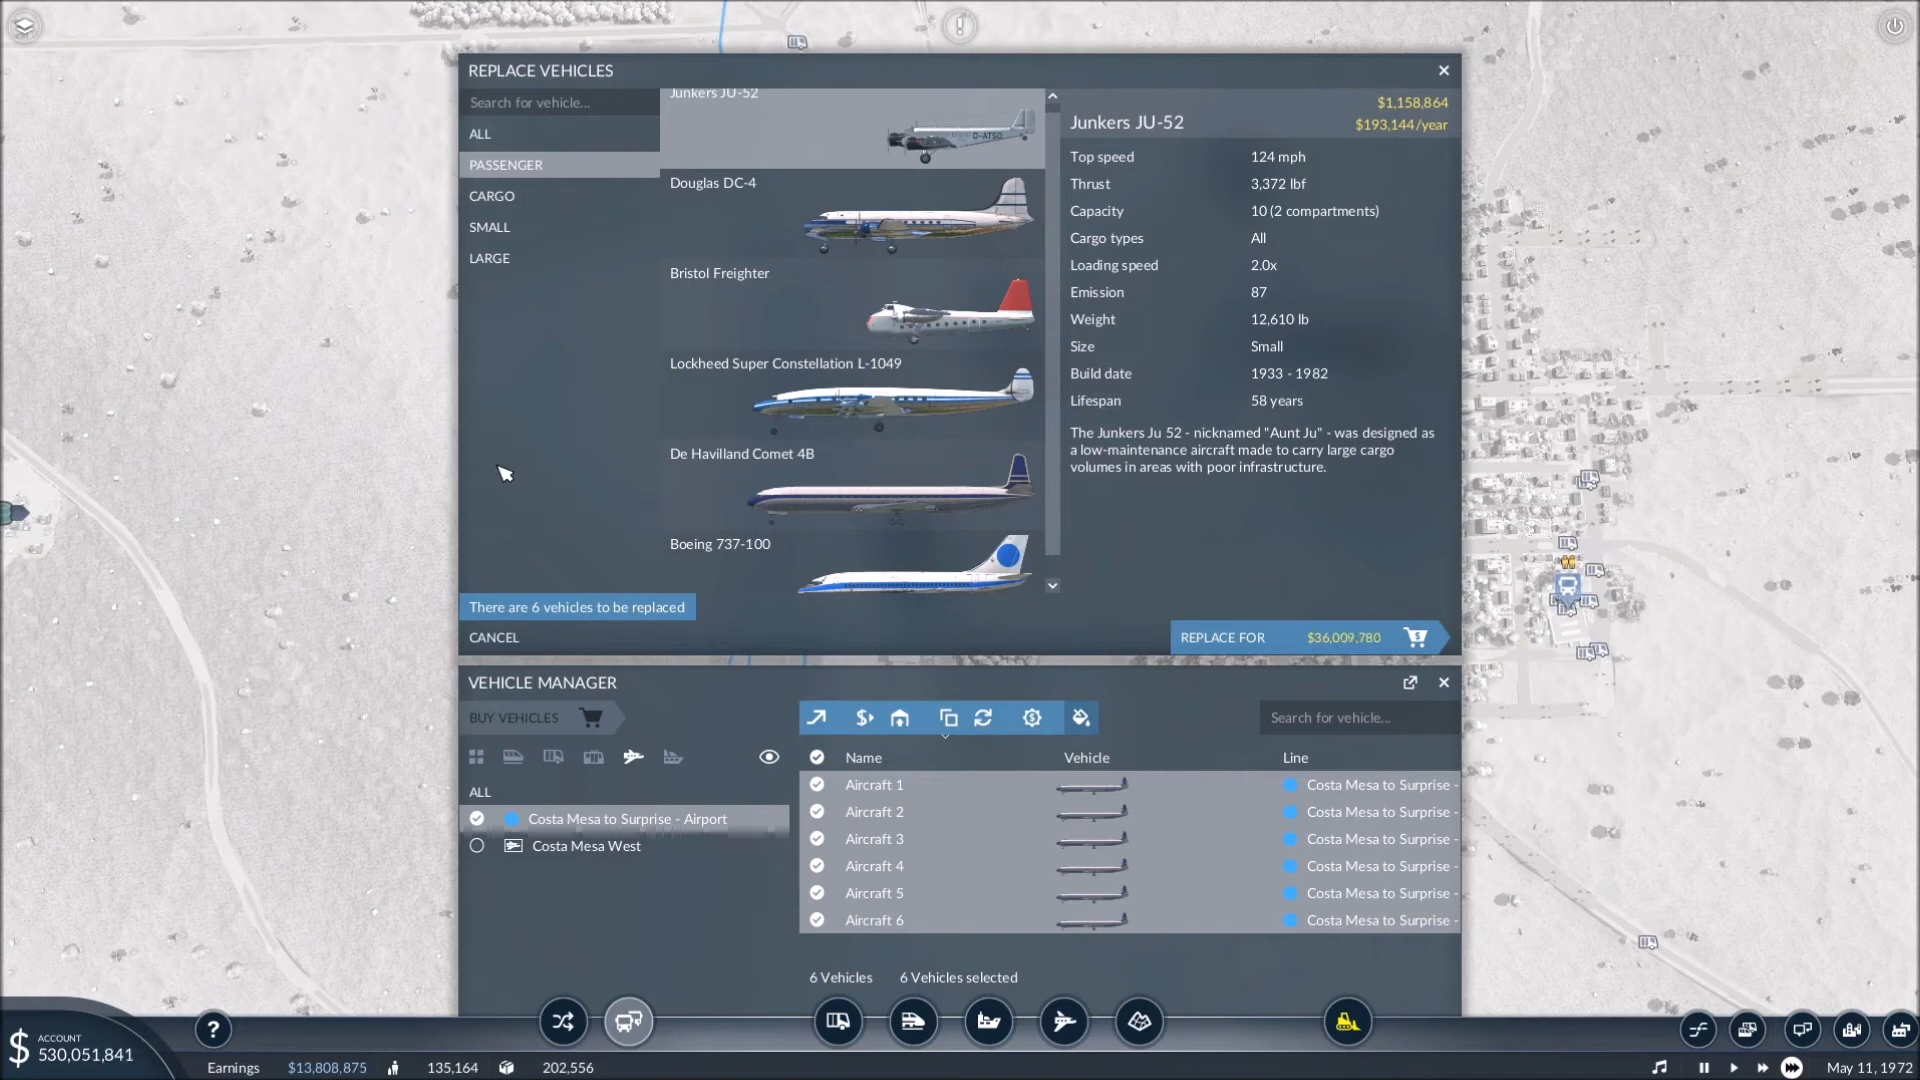 REPLACE VEHICLES
Search for vehicle...
ALL
PASSENGER
CARGO
SMALL
LARGE
Junkers JU-52
D-ATSO
Douglas DC-4
Bristol Freighter
Lockheed Super Constellation L-1049
De Havilland Comet 4B
Boeing 737-100
$1,158,864
Junkers JU-52
$193,144/year
Top speed 124 mph
Thrust 3,372 lbf
Capacity 10 (2 compartments)
Cargo types All
Loading speed 2.0x
Emission 87
Weight 12,610 lb
Size Small
Build date 1933 - 1982
Lifespan 58 years
The Junkers Ju 52 - nicknamed "Aunt Ju" - was designed as
a low-maintenance aircraft made to carry large cargo
volumes in areas with poor infrastructure.
There are 6 vehicles to be replaced
CANCEL
REPLACE FOR $36,009,780
VEHICLE MANAGER
BUY VEHICLES
Search for vehicle...
ALL
Costa Mesa to Surprise - Airport
Costa Mesa West
Name Vehicle Line
Aircraft 1 Costa Mesa to Surprise -
Aircraft 2 Costa Mesa to Surprise -
Aircraft 3 Costa Mesa to Surprise -
Aircraft 4 Costa Mesa to Surprise -
Aircraft 5 Costa Mesa to Surprise -
Aircraft 6 Costa Mesa to Surprise -
6 Vehicles 6 Vehicles selected
$ ACCOUNT
530,051,841
?
Earnings $13,808,875 135,164 202,556
May 11, 1972